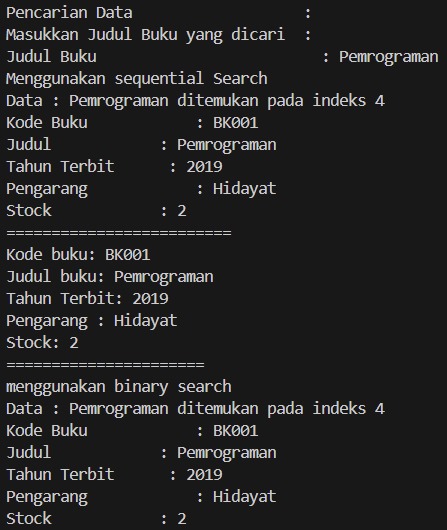 Pencarian Data                    :
Masukkan Judul Buku yang dicari  :
Judul Buku                         : Pemrograman
Menggunakan sequential Search
Data : Pemrograman ditemukan pada indeks 4
Kode Buku            : BK001
Judul            : Pemrograman
Tahun Terbit      : 2019
Pengarang            : Hidayat
Stock            : 2
=========================
Kode buku: BK001
Judul buku: Pemrograman
Tahun Terbit: 2019
Pengarang : Hidayat
Stock: 2
======================
menggunakan binary search
Data : Pemrograman ditemukan pada indeks 4
Kode Buku            : BK001
Judul            : Pemrograman
Tahun Terbit      : 2019
Pengarang            : Hidayat
Stock            : 2